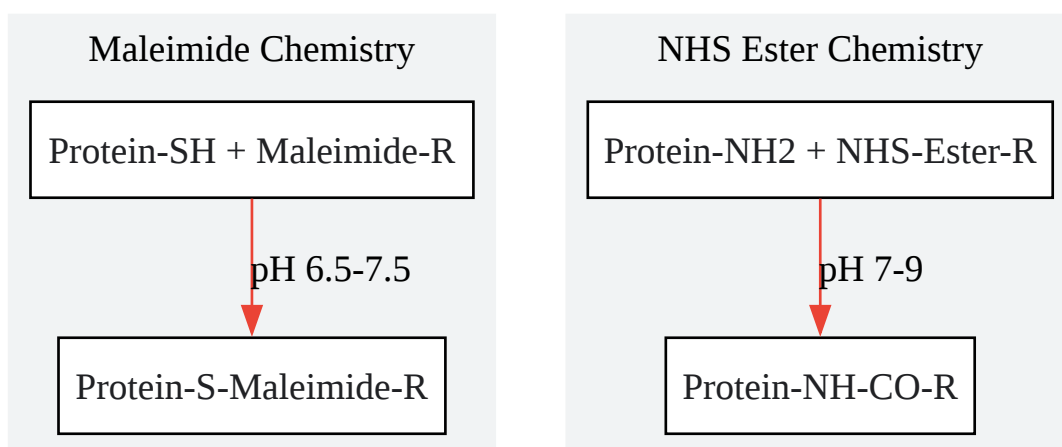 Maleimide Chemistry
Protein-SH + Maleimide-R
pH 6.5-7.5
Protein-S-Maleimide-R
NHS Ester Chemistry
Protein-NH2 + NHS-Ester-R
pH 7-9
Protein-NH-CO-R